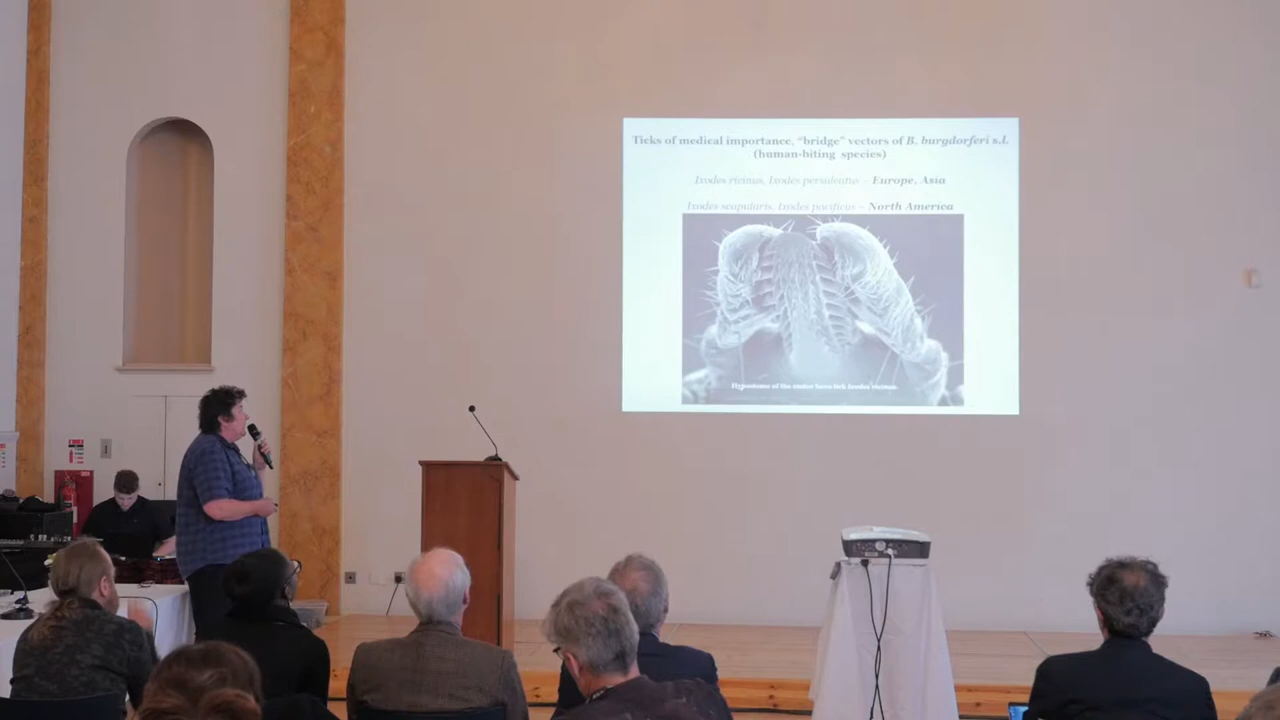 Ticks of medical importance, “bridge” vectors of B. burgdorferi s.l.
(human-biting species)
Ixodes ricinus, Ixodes persulcatus – Europe, Asia
Ixodes scapularis, Ixodes pacificus – North America
Hypostome of the castor bean tick Ixodes ricinus.